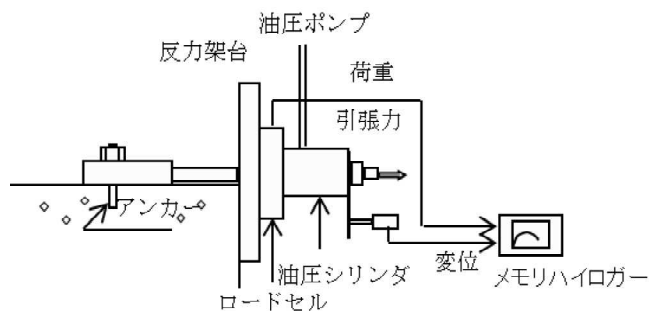 油圧ポンプ
反力架台
荷重
引張力
アンカー
油圧シリンダ
変位
メモリハイロガー
ロードセル